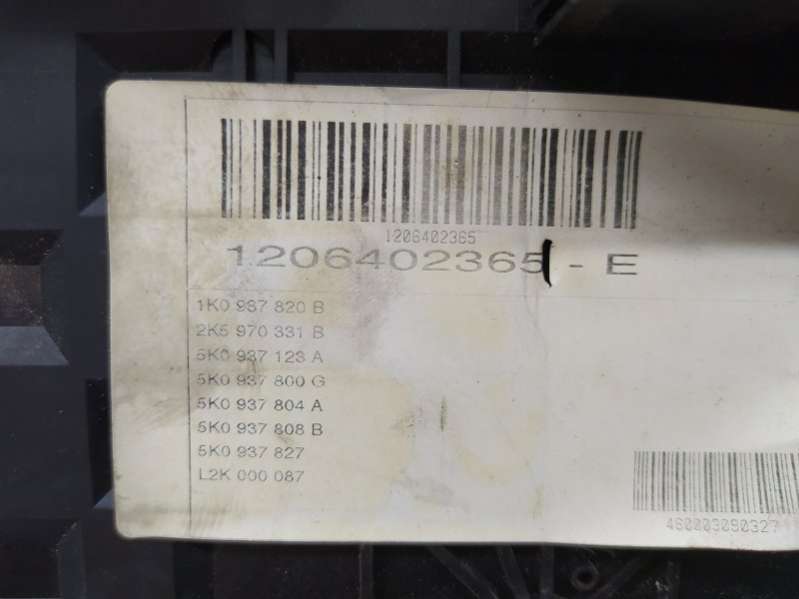 1206402365
1206402365 - E
1K0 937 820 B
2K5 970 331 B
5K0 937 123 A
5K0 937 800 G
5K0 937 804 A
5K0 937 808 B
5K0 937 827
L2K 000 087
460003090327